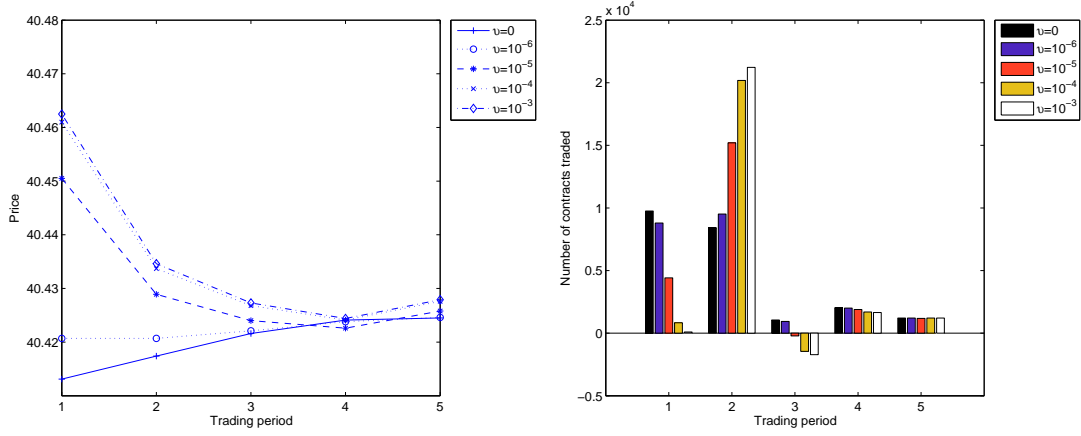 40.48
40.47
40.46
40.45
40.44
40.43
40.42
Price
1 2 3 4 5
Trading period
υ=0
υ=10⁻⁶
υ=10⁻⁵
υ=10⁻⁴
υ=10⁻³
x 10⁴
2.5
2
1.5
1
0.5
0
−0.5
Number of contracts traded
1 2 3 4 5
Trading period
υ=0
υ=10⁻⁶
υ=10⁻⁵
υ=10⁻⁴
υ=10⁻³